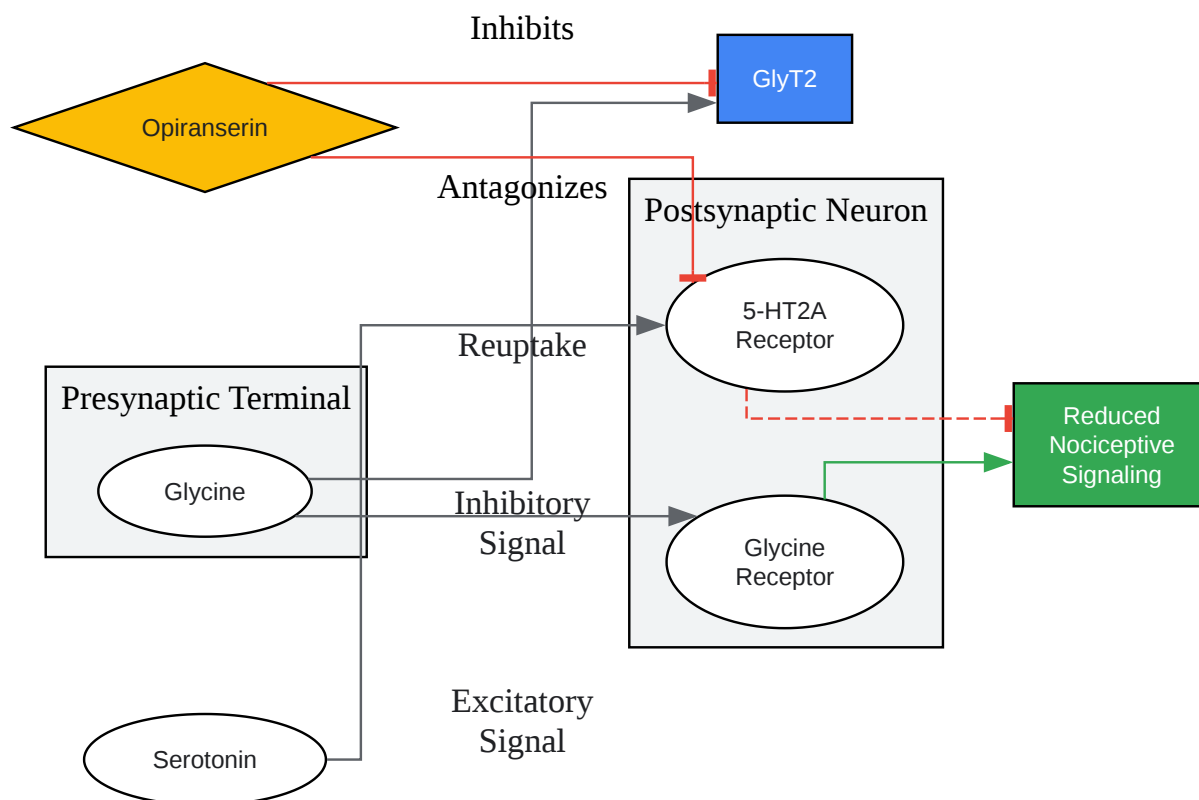 Inhibits
GlyT2
Opiranserin
Antagonizes
Postsynaptic Neuron
5-HT2A
Receptor
Reuptake
Presynaptic Terminal
Reduced
Nociceptive
Signaling
Glycine
Inhibitory
Signal
Glycine
Receptor
Excitatory
Signal
Serotonin